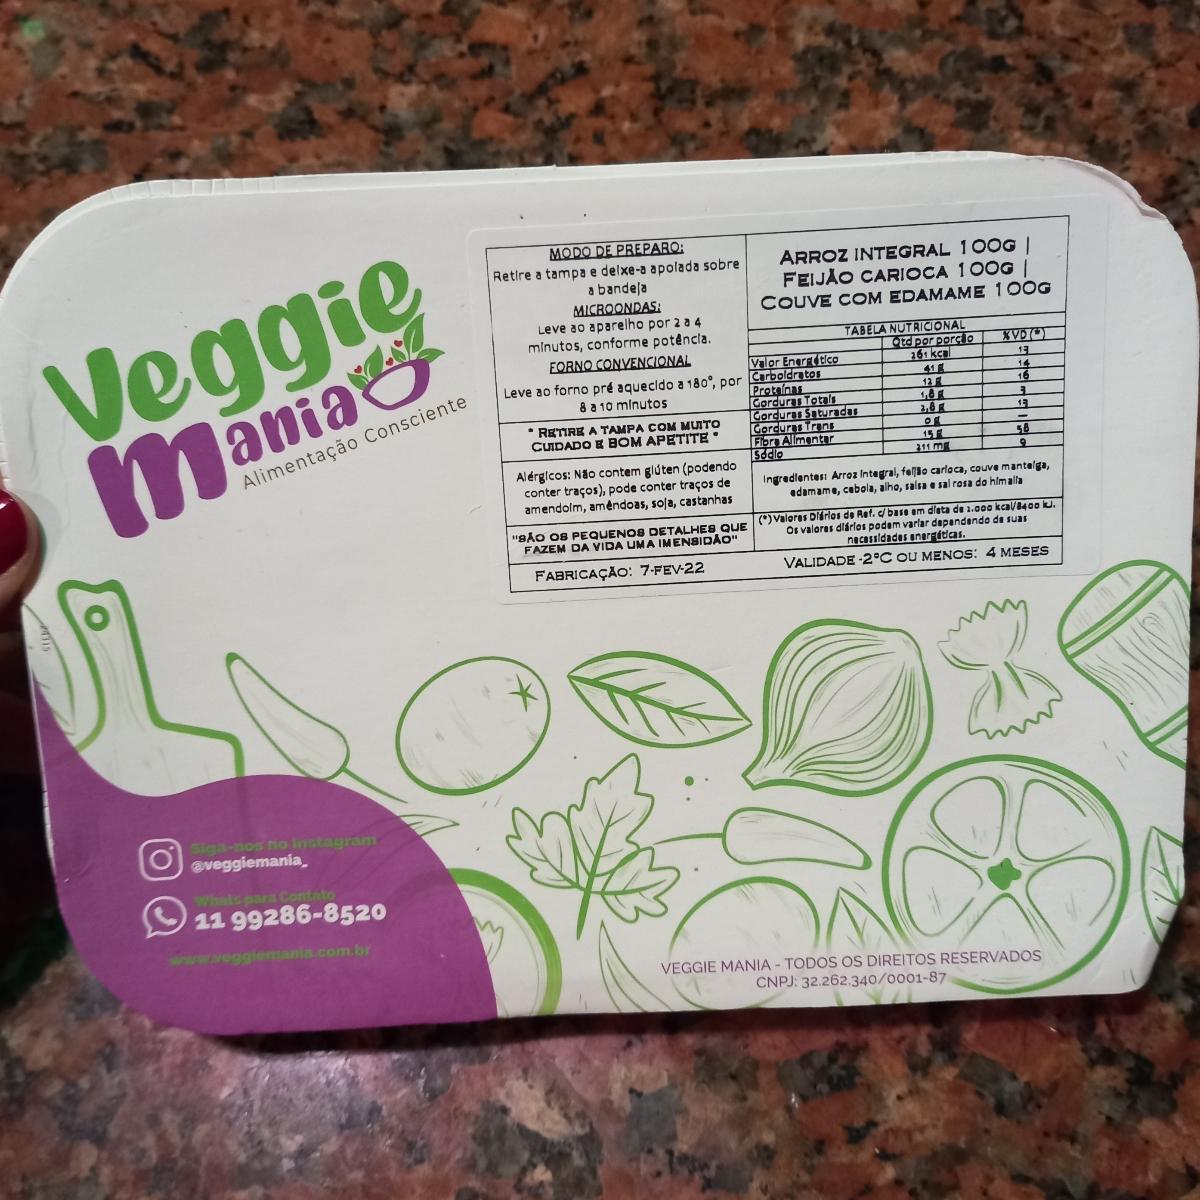 Veggie
Mania
Alimentação Consciente
MODO DE PREPARO:
Retire a tampa e deixe-a apoiada sobre
a bandeja
MICROONDAS:
Leve ao aparelho por 2 a 4
minutos, conforme potência.
FORNO CONVENCIONAL
Leve ao forno pré aquecido a 180°, por
8 a 10 minutos
* RETIRE A TAMPA COM MUITO
CUIDADO E BOM APETITE *
Alérgicos: Não contem glúten (podendo
conter traços), pode conter traços de
amendoim, amêndoas, soja, castanhas
"SÃO OS PEQUENOS DETALHES QUE
FAZEM DA VIDA UMA IMENSIDÃO"
FABRICAÇÃO: 7-FEV-22
ARROZ INTEGRAL 100G |
FEIJÃO CARIOCA 100G |
COUVE COM EDAMAME 100G
TABELA NUTRICIONAL
Qtd por porção %VD (*)
Valor Energético 261 kcal 13
Carboidratos 41 g 14
Proteínas 12 g 16
Gorduras Totais 1,8 g 3
Gorduras Saturadas 2,8 g 13
Gorduras Trans 0 g —
Fibra Alimentar 15 g 58
Sódio 211 mg 9
Ingredientes: Arroz integral, feijão carioca, couve manteiga,
edamame, cebola, alho, salsa e sal rosa do himalia
(*) Valores Diários de Ref. c/ base em dieta de 2.000 kcal/8400 kJ.
Os valores diários podem variar dependendo de suas
necessidades energéticas.
VALIDADE -2°C OU MENOS: 4 MESES
Siga-nos no Instagram
@veggiemania_
Whats para Contato
11 99286-8520
www.veggiemania.com.br
VEGGIE MANIA - TODOS OS DIREITOS RESERVADOS
CNPJ: 32.262.340/0001-87